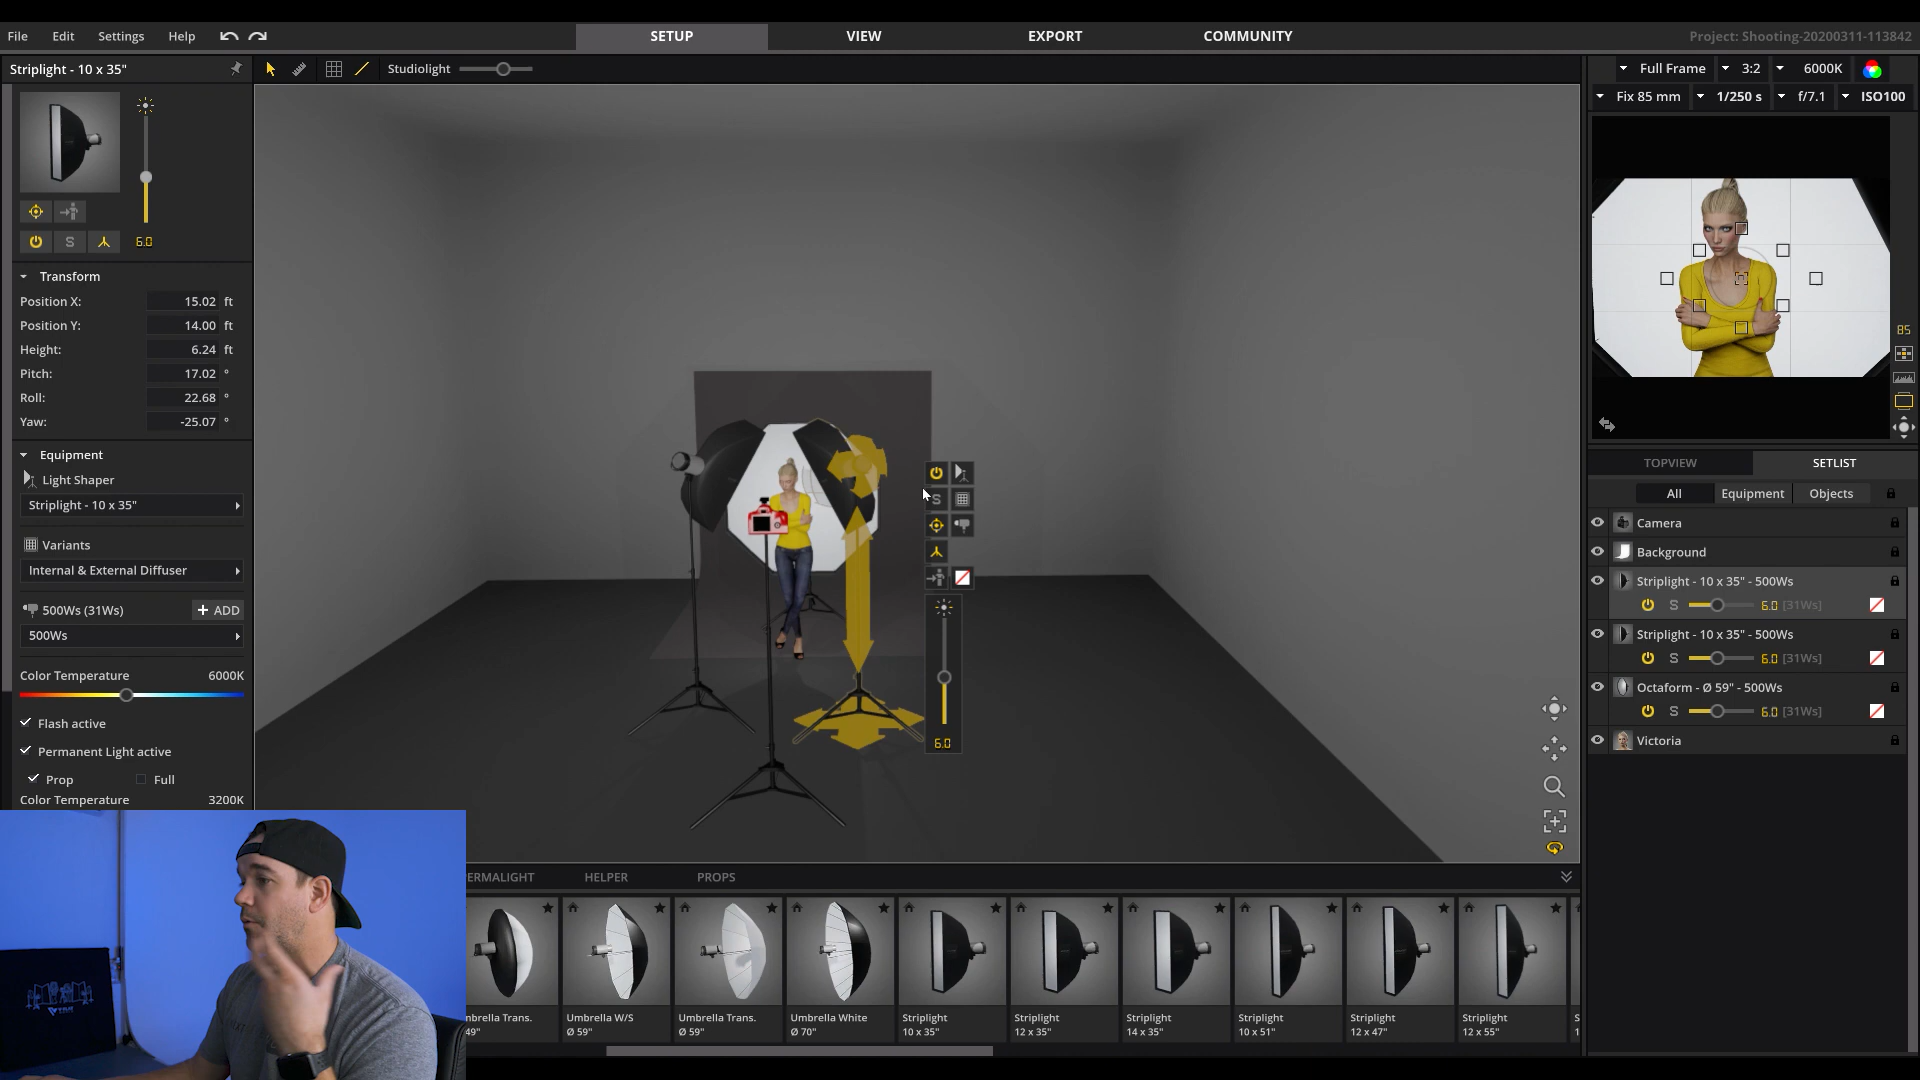 File Edit Settings Help
SETUP VIEW EXPORT COMMUNITY
Project: Shooting-20200311-113842
Striplight - 10 x 35"
Studiolight
Full Frame 3:2 6000K
Fix 85 mm 1/250 s f/7.1 ISO100
S 6.0
Transform
Position X: 15.02 ft
Position Y: 14.00 ft
Height: 6.24 ft
Pitch: 17.02 °
Roll: 22.68 °
Yaw: -25.07 °
Equipment
Light Shaper
Striplight - 10 x 35"
Variants
Internal & External Diffuser
500Ws (31Ws) + ADD
500Ws
Color Temperature 6000K
Flash active
Permanent Light active
Prop Full
Color Temperature 3200K
S
6.0
85
TOPVIEW SETLIST
All Equipment Objects
Camera
Background
Striplight - 10 x 35" - 500Ws
S 6.0 [31Ws]
Striplight - 10 x 35" - 500Ws
S 6.0 [31Ws]
Octaform - Ø 59" - 500Ws
S 6.0 [31Ws]
Victoria
ERMALIGHT HELPER PROPS
mbrella Trans.
49"
Umbrella W/S
Ø 59"
Umbrella Trans.
Ø 59"
Umbrella White
Ø 70"
Striplight
10 x 35"
Striplight
12 x 35"
Striplight
14 x 35"
Striplight
10 x 51"
Striplight
12 x 47"
Striplight
12 x 55"